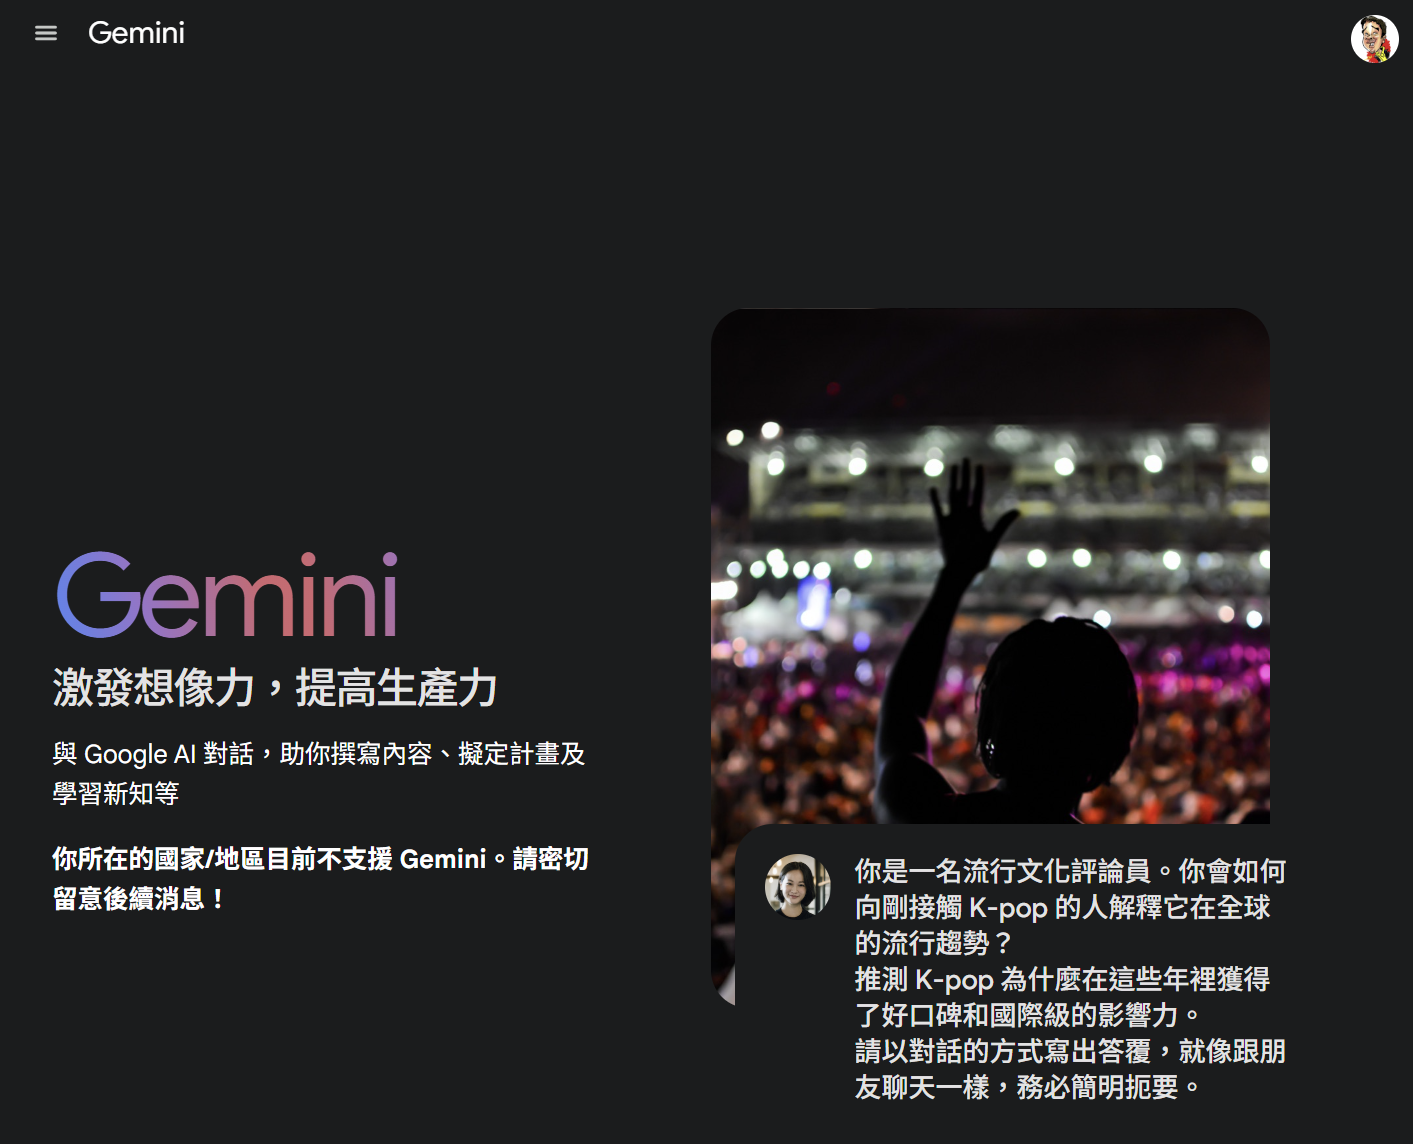 Gemini
Gemini
激發想像力，提高生產力
與 Google AI 對話，助你撰寫內容、擬定計畫及
學習新知等
你所在的國家/地區目前不支援 Gemini。請密切
留意後續消息！
你是一名流行文化評論員。你會如何
向剛接觸 K-pop 的人解釋它在全球
的流行趨勢？
推測 K-pop 為什麼在這些年裡獲得
了好口碑和國際級的影響力。
請以對話的方式寫出答覆，就像跟朋
友聊天一樣，務必簡明扼要。